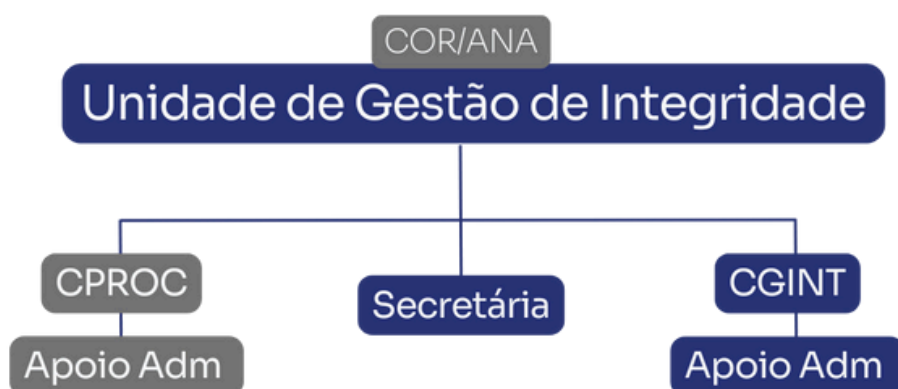 COR/ANA
Unidade de Gestão de Integridade
CPROC
Secretária
CGINT
Apoio Adm
Apoio Adm